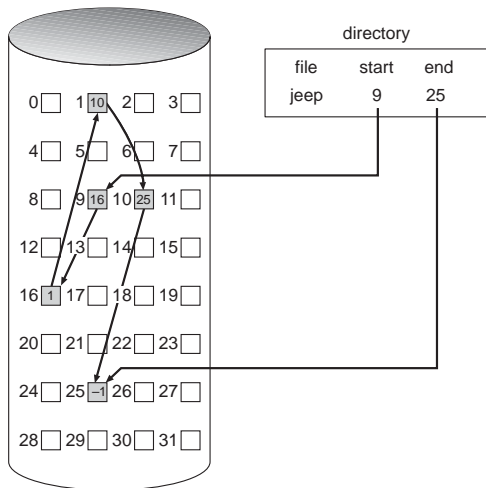 directory
file start end
jeep 9 25
0 1 10 2 3
4 5 6 7
8 9 16 10 25 11
12 13 14 15
16 1 17 18 19
20 21 22 23
24 25 –1 26 27
28 29 30 31